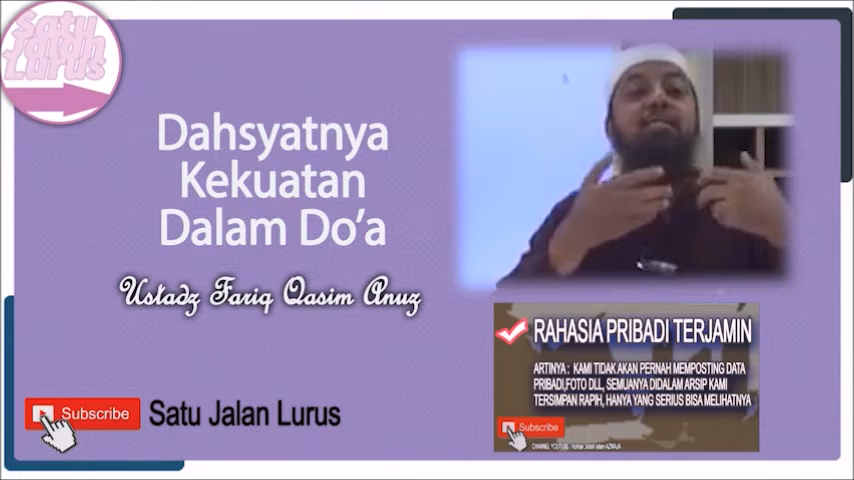 Satu
Jalan
Lurus
Dahsyatnya
Kekuatan
Dalam Do'a
Ustadz Fariq Qasim Anuz
RAHASIA PRIBADI TERJAMIN
ARTINYA : KAMI TIDAK AKAN PERNAH MEMPOSTING DATA
PRIBADI,FOTO DLL, SEMUANYA DIDALAM ARSIP KAMI
TERSIMPAN RAPIH, HANYA YANG SERIUS BISA MELIHATNYA
Subscribe
CHANNEL YOUTUBE
Subscribe
Satu Jalan Lurus